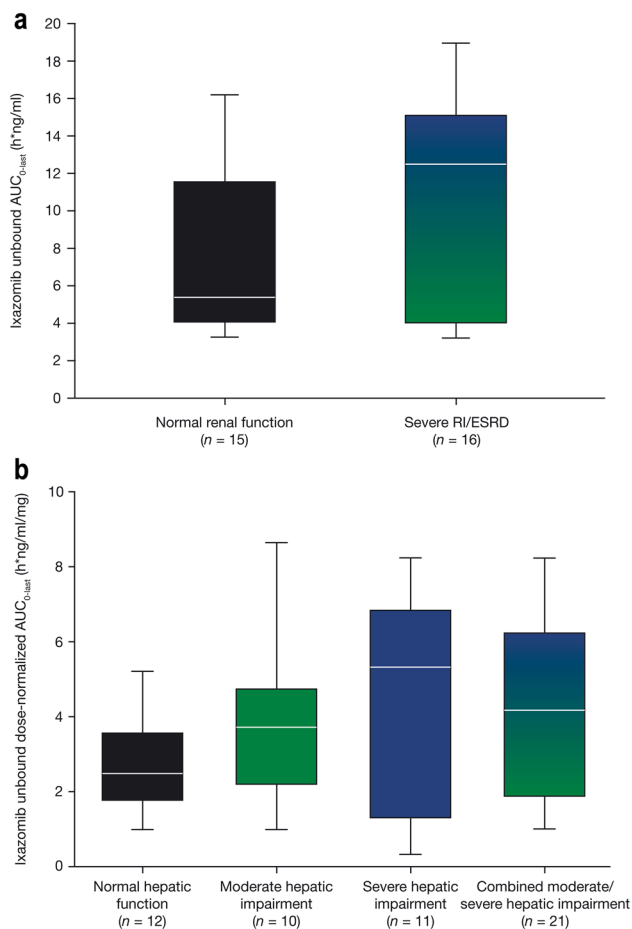 a
Ixazomib unbound AUC0-last (h*ng/ml)
20
18
16
14
12
10
8
6
4
2
0
Normal renal function
(n = 15)
Severe RI/ESRD
(n = 16)
b
Ixazomib unbound dose-normalized AUC0-last (h*ng/ml/mg)
10
8
6
4
2
0
Normal hepatic
function
(n = 12)
Moderate hepatic
impairment
(n = 10)
Severe hepatic
impairment
(n = 11)
Combined moderate/
severe hepatic impairment
(n = 21)